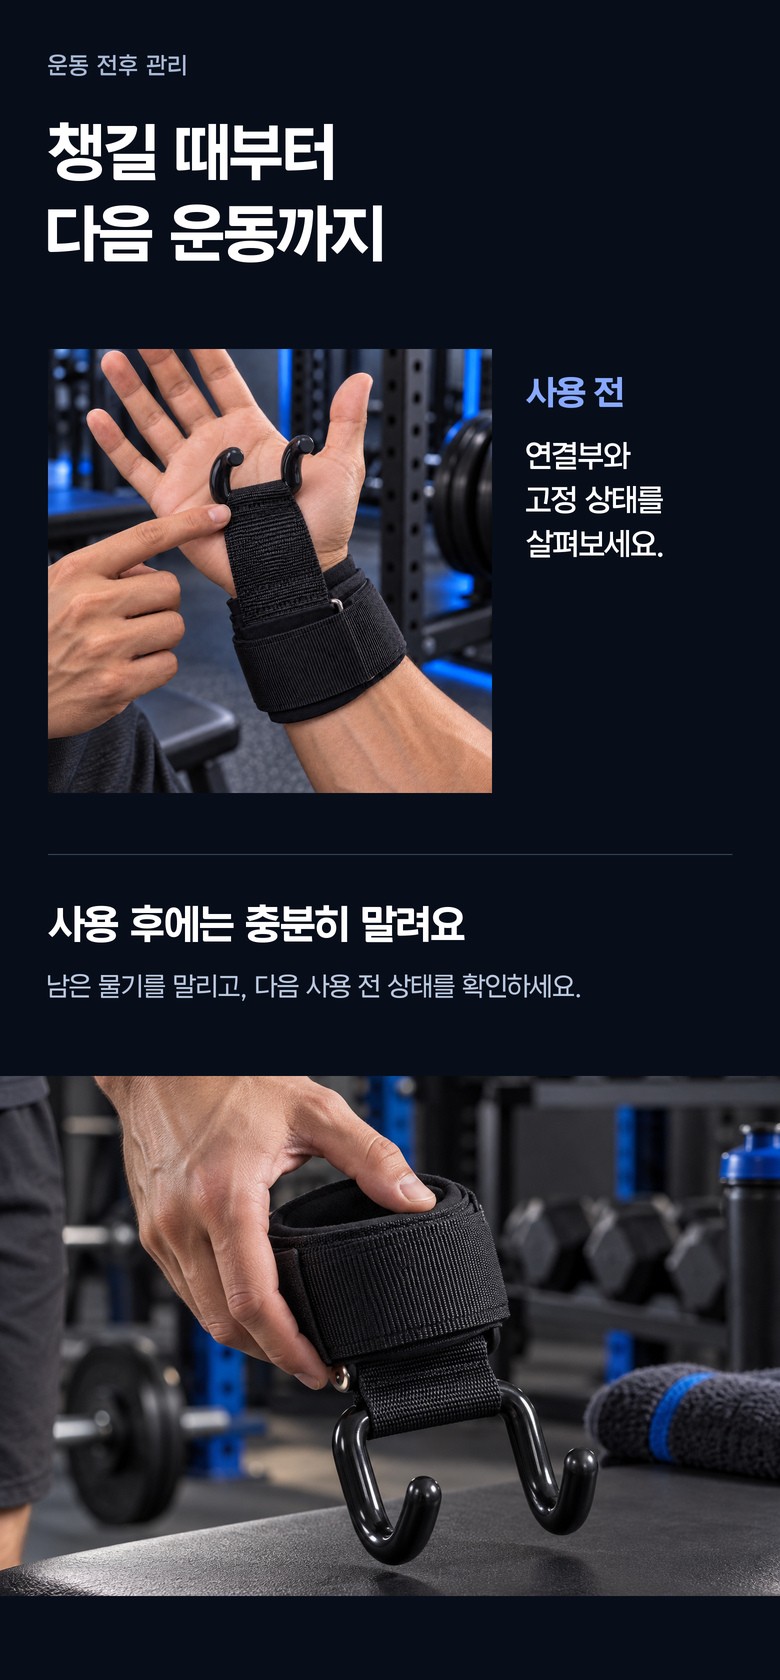 운동 전후 관리
챙길 때부터
다음 운동까지
사용 전
연결부와
고정 상태를
살펴보세요.
사용 후에는 충분히 말려요
남은 물기를 말리고, 다음 사용 전 상태를 확인하세요.